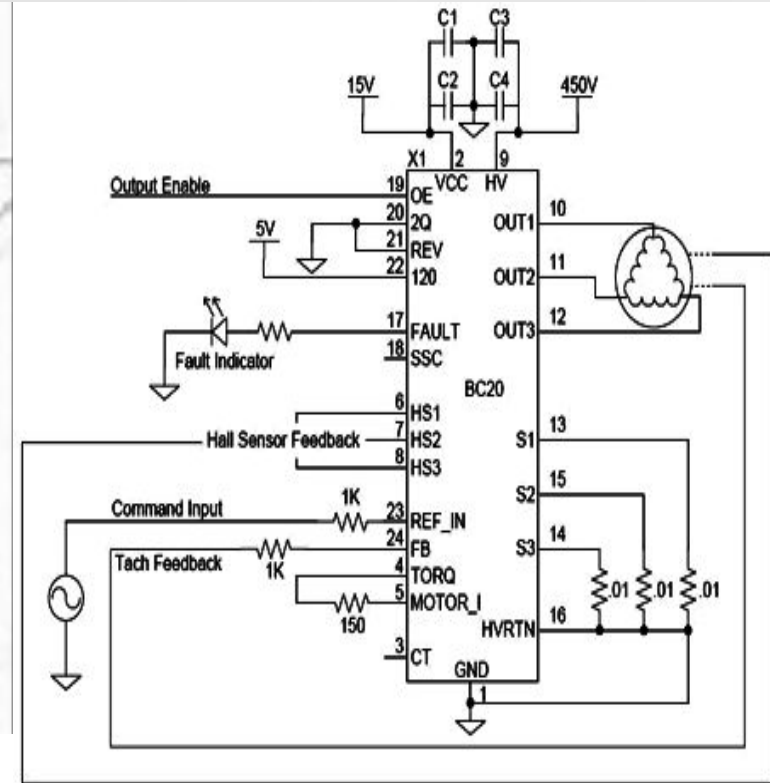 C1 C3
C2 C4
15V 450V
X1 2 9
VCC HV
Output Enable 19 OE
20 2Q OUT1 10
5V 21 REV
22 120 OUT2 11
17 FAULT OUT3 12
Fault Indicator 18 SSC
BC20
6 HS1
Hall Sensor Feedback 7 HS2 S1 13
8 HS3
S2 15
Command Input 1K 23 REF_IN
Tach Feedback 1K 24 FB S3 14
4 TORQ
.01 .01 .01
150 5 MOTOR_I
HVRTN 16
3 CT
GND
1